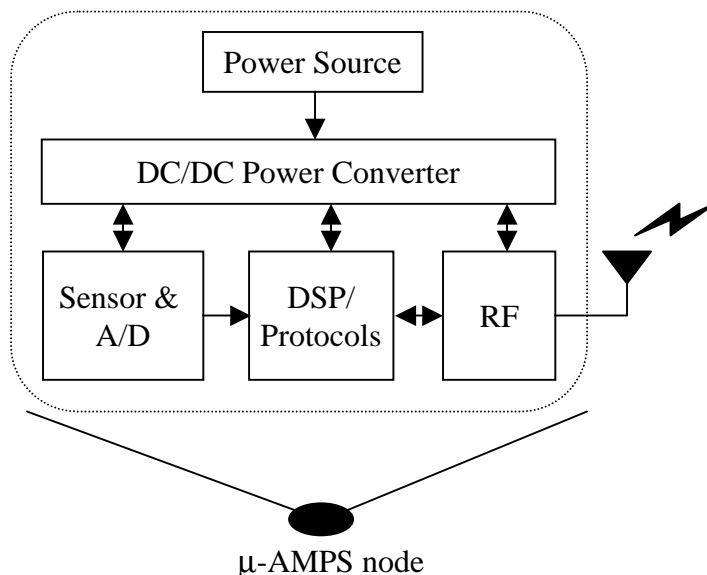 Power Source
DC/DC Power Converter
Sensor &
A/D
DSP/
Protocols
RF
μ-AMPS node